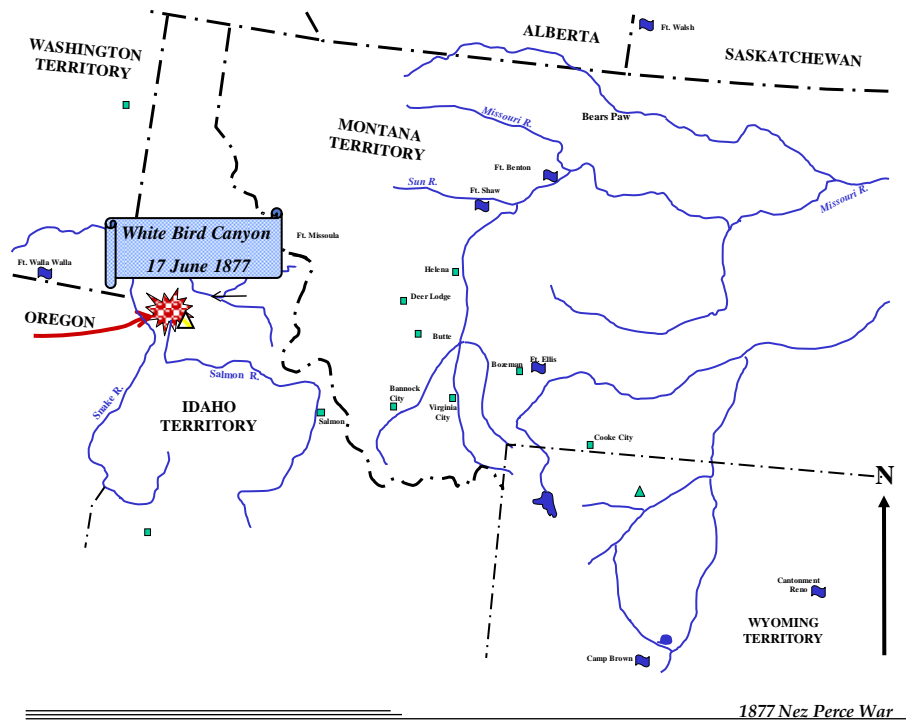 Ft. Walsh
ALBERTA
WASHINGTON
TERRITORY
SASKATCHEWAN
Missouri R.
Bears Paw
MONTANA
TERRITORY
Ft. Benton
Sun R.
Ft. Shaw
Missouri R.
White Bird Canyon
17 June 1877
Ft. Missoula
Ft. Walla Walla
Helena
Deer Lodge
OREGON
Butte
Bozeman
Ft. Ellis
Salmon R.
Snake R.
Bannock
City
Virginia
City
IDAHO
TERRITORY
Salmon
Cooke City
N
Cantonment
Reno
WYOMING
TERRITORY
Camp Brown
1877 Nez Perce War